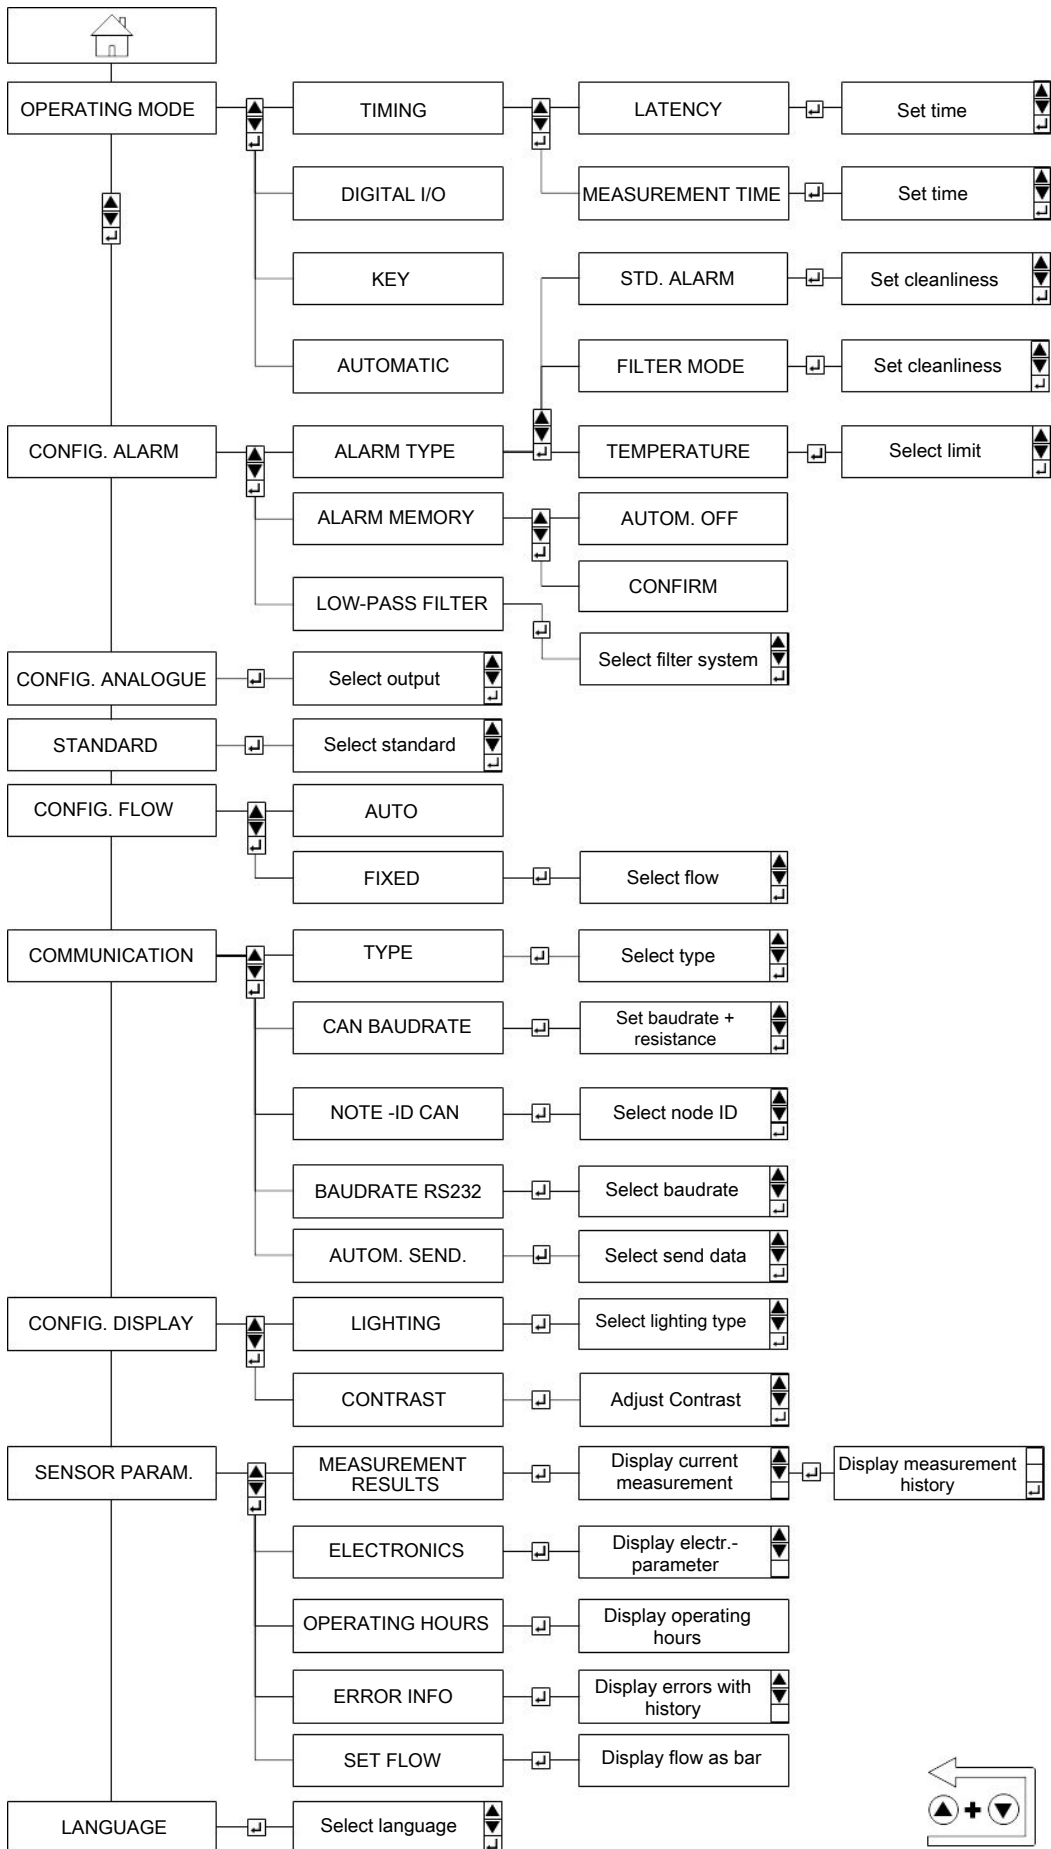 OPERATING MODE
TIMING
LATENCY
Set time
DIGITAL I/O
MEASUREMENT TIME
Set time
KEY
STD. ALARM
Set cleanliness
AUTOMATIC
FILTER MODE
Set cleanliness
CONFIG. ALARM
ALARM TYPE
TEMPERATURE
Select limit
ALARM MEMORY
AUTOM. OFF
CONFIRM
LOW-PASS FILTER
Select filter system
CONFIG. ANALOGUE
Select output
STANDARD
Select standard
CONFIG. FLOW
AUTO
FIXED
Select flow
COMMUNICATION
TYPE
Select type
CAN BAUDRATE
Set baudrate +
resistance
NOTE -ID CAN
Select node ID
BAUDRATE RS232
Select baudrate
AUTOM. SEND.
Select send data
CONFIG. DISPLAY
LIGHTING
Select lighting type
CONTRAST
Adjust Contrast
SENSOR PARAM.
MEASUREMENT
RESULTS
Display current
measurement
Display measurement
history
ELECTRONICS
Display electr.-
parameter
OPERATING HOURS
Display operating
hours
ERROR INFO
Display errors with
history
SET FLOW
Display flow as bar
LANGUAGE
Select language
+